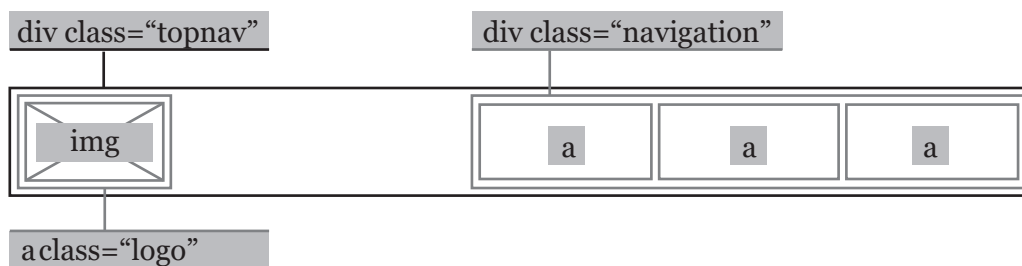 div class=“topnav”
div class=“navigation”
img
a
a
a
a class=“logo”